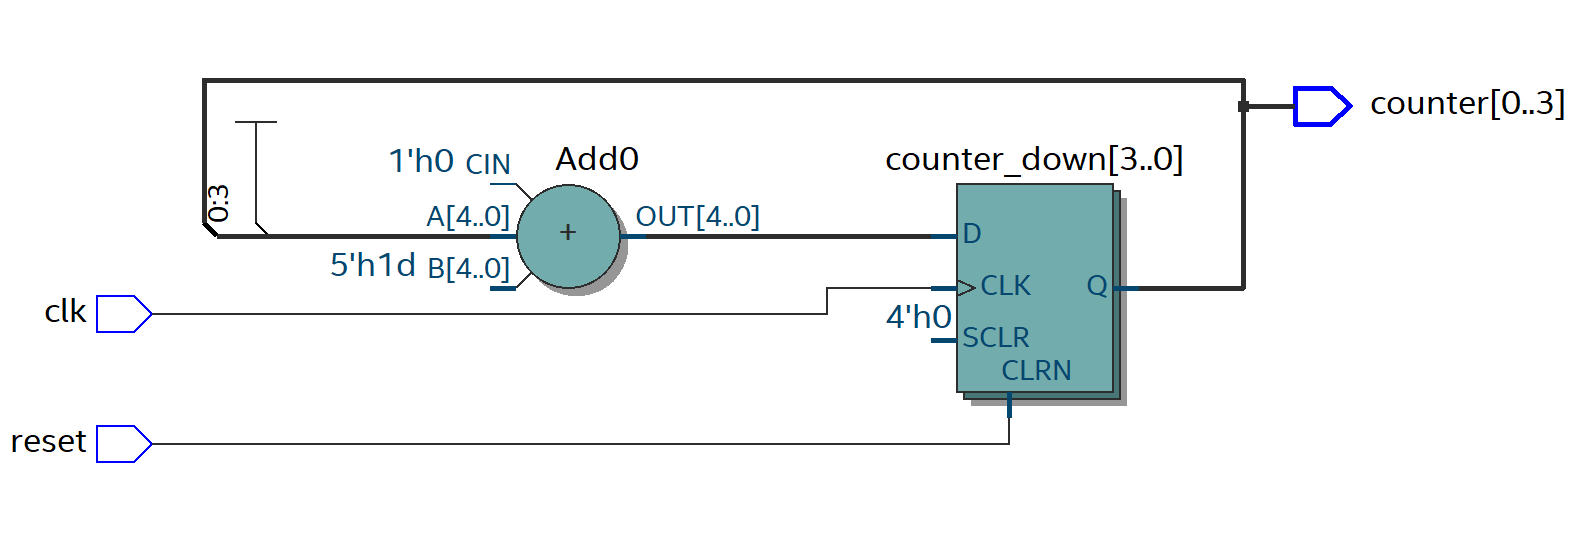 counter[0..3]
0:3
1'h0 CIN
Add0
counter_down[3..0]
A[4..0]
+
OUT[4..0]
D
5'h1d B[4..0]
CLK
Q
clk
4'h0
SCLR
CLRN
reset